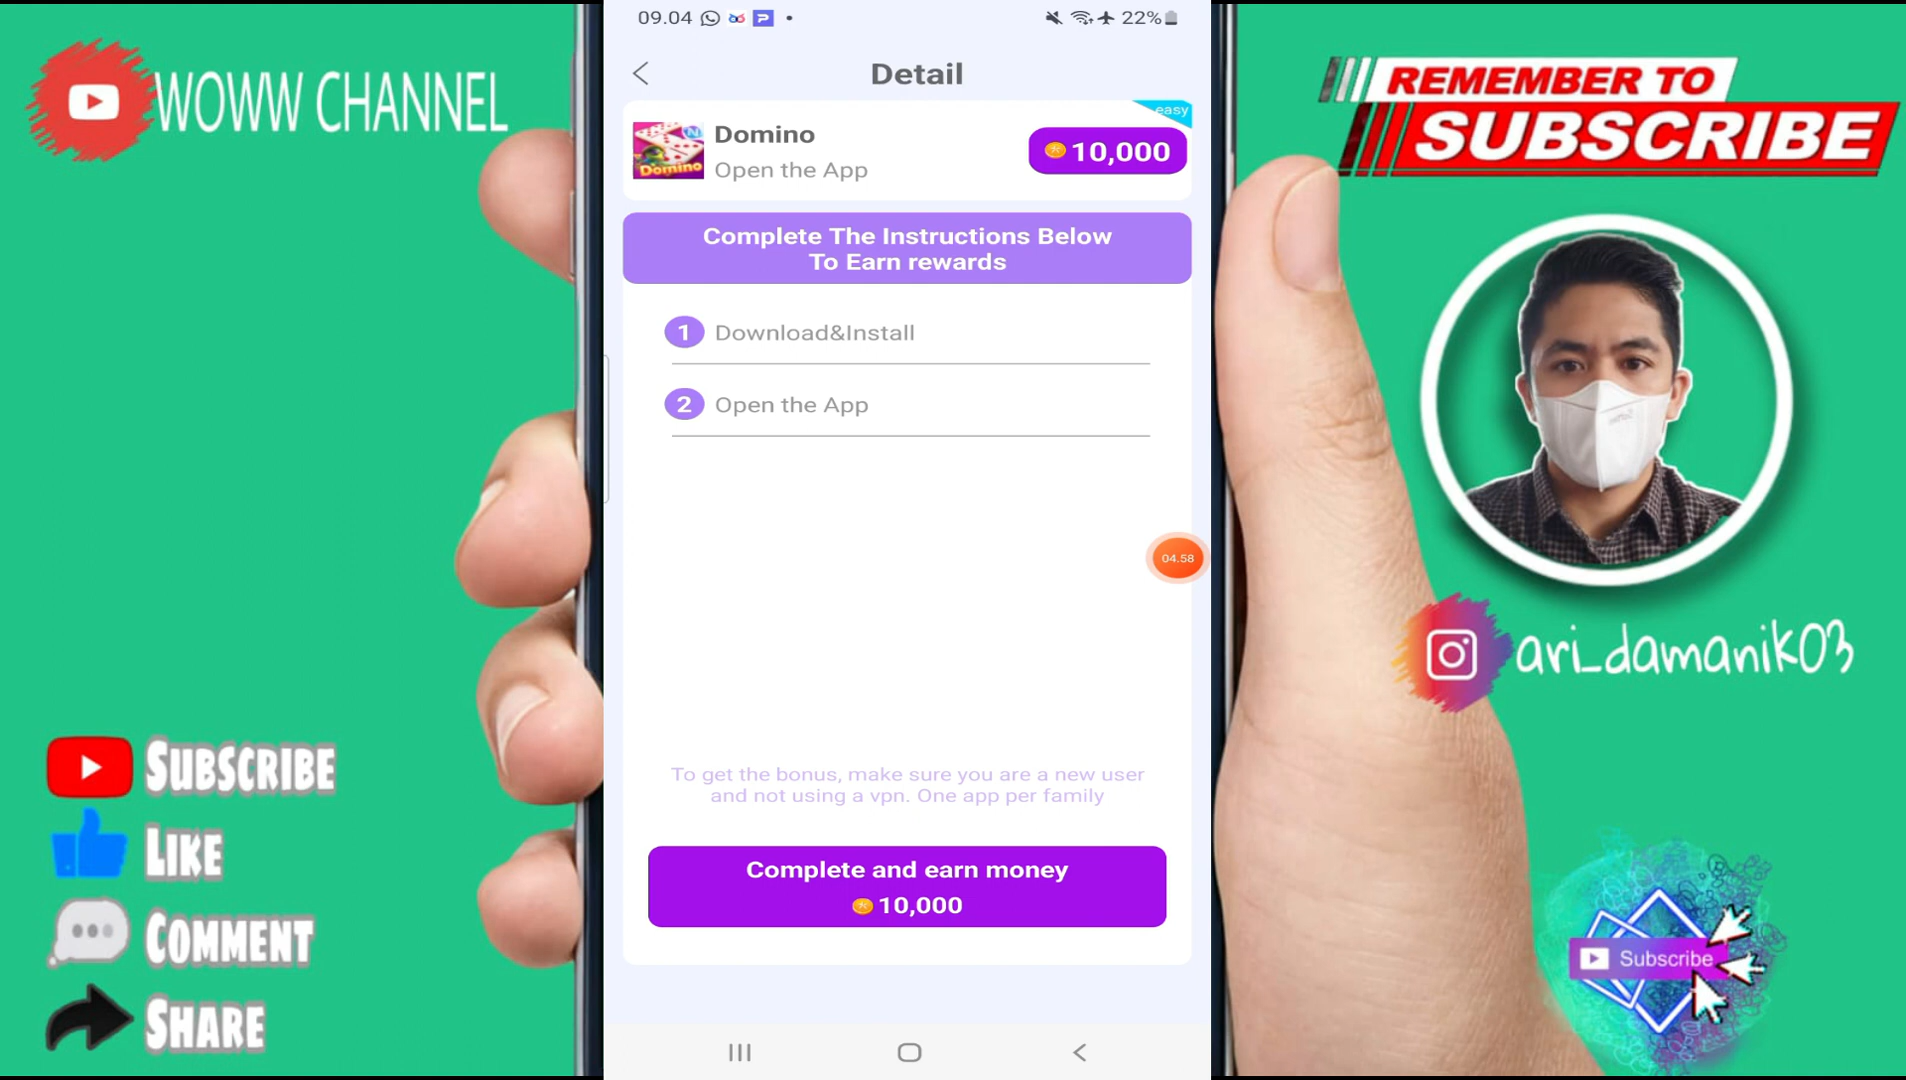 WOWW CHANNEL
09.04
22%
Detail
easy
Domino
Domino
Open the App
10,000
Complete The Instructions Below
To Earn rewards
1 Download&Install
2 Open the App
04.58
To get the bonus, make sure you are a new user
and not using a vpn. One app per family
Complete and earn money
10,000
REMEMBER TO
SUBSCRIBE
ari_damanik03
SUBSCRIBE
LIKE
COMMENT
SHARE
Subscribe